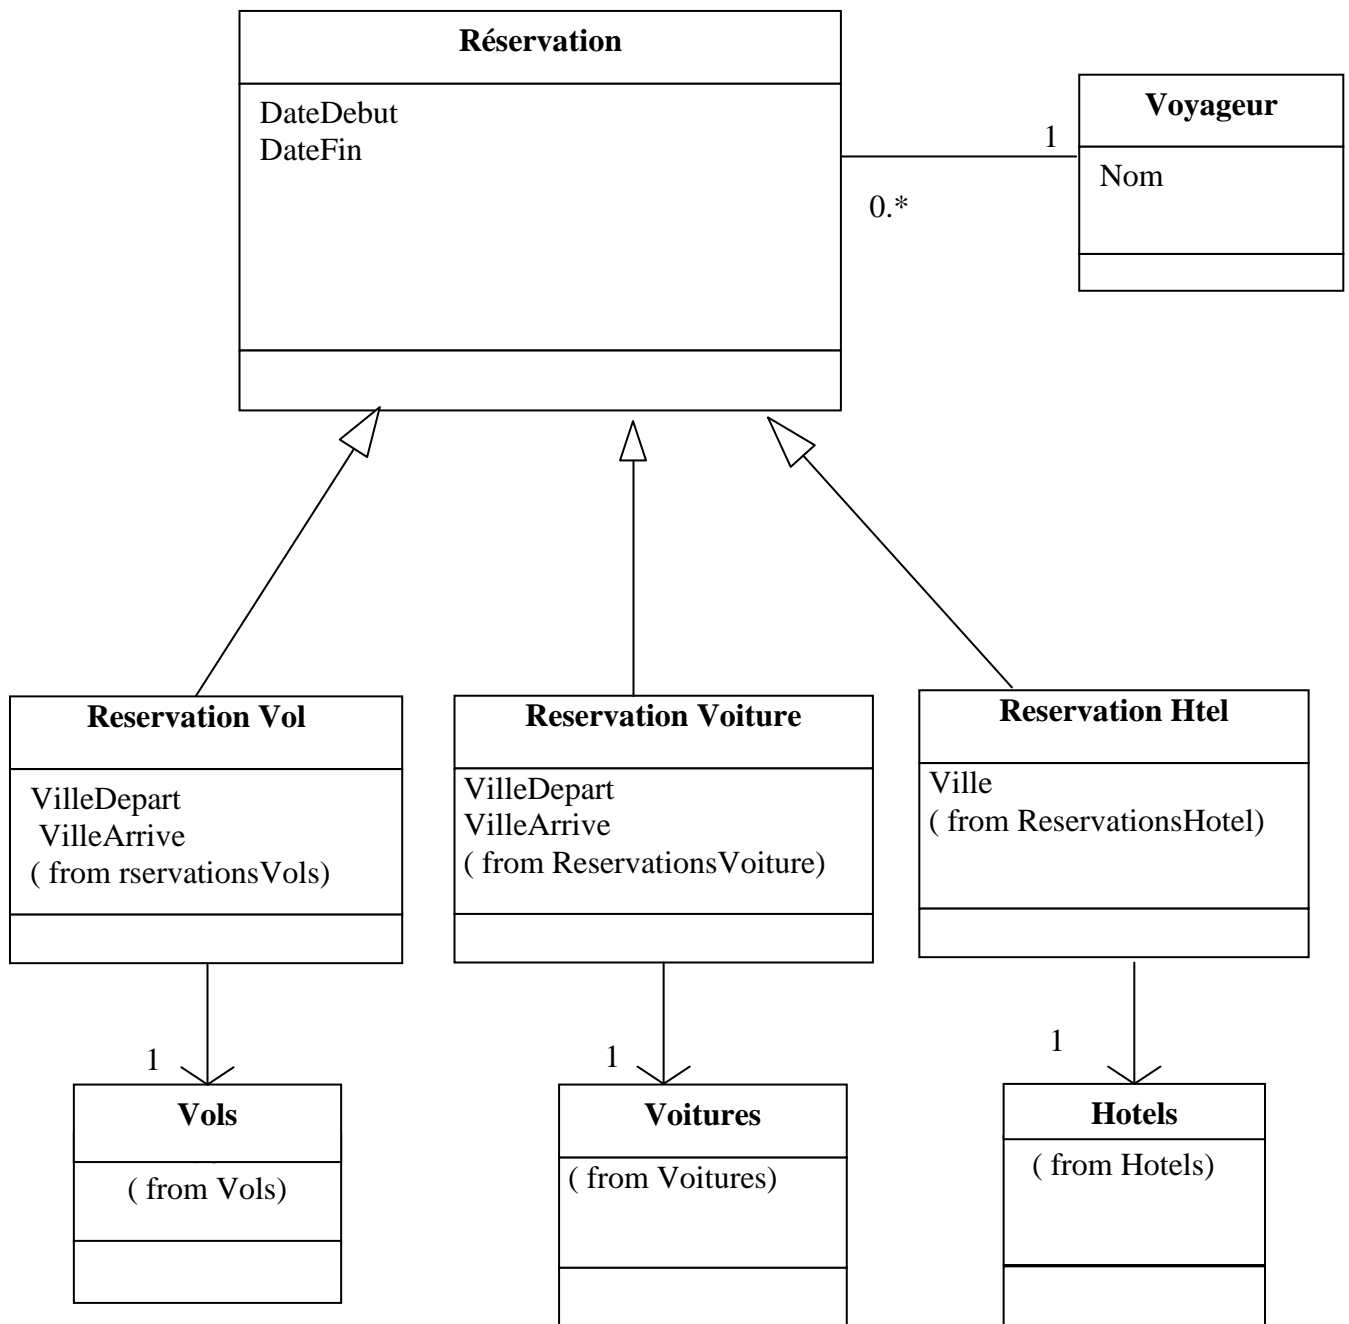 Réservation
DateDebut
DateFin
Voyageur
Nom
1
0.*
Reservation Vol
VilleDepart
VilleArrive
( from rservationsVols)
Reservation Voiture
VilleDepart
VilleArrive
( from ReservationsVoiture)
Reservation Htel
Ville
( from ReservationsHotel)
1
1
1
Vols
( from Vols)
Voitures
( from Voitures)
Hotels
( from Hotels)